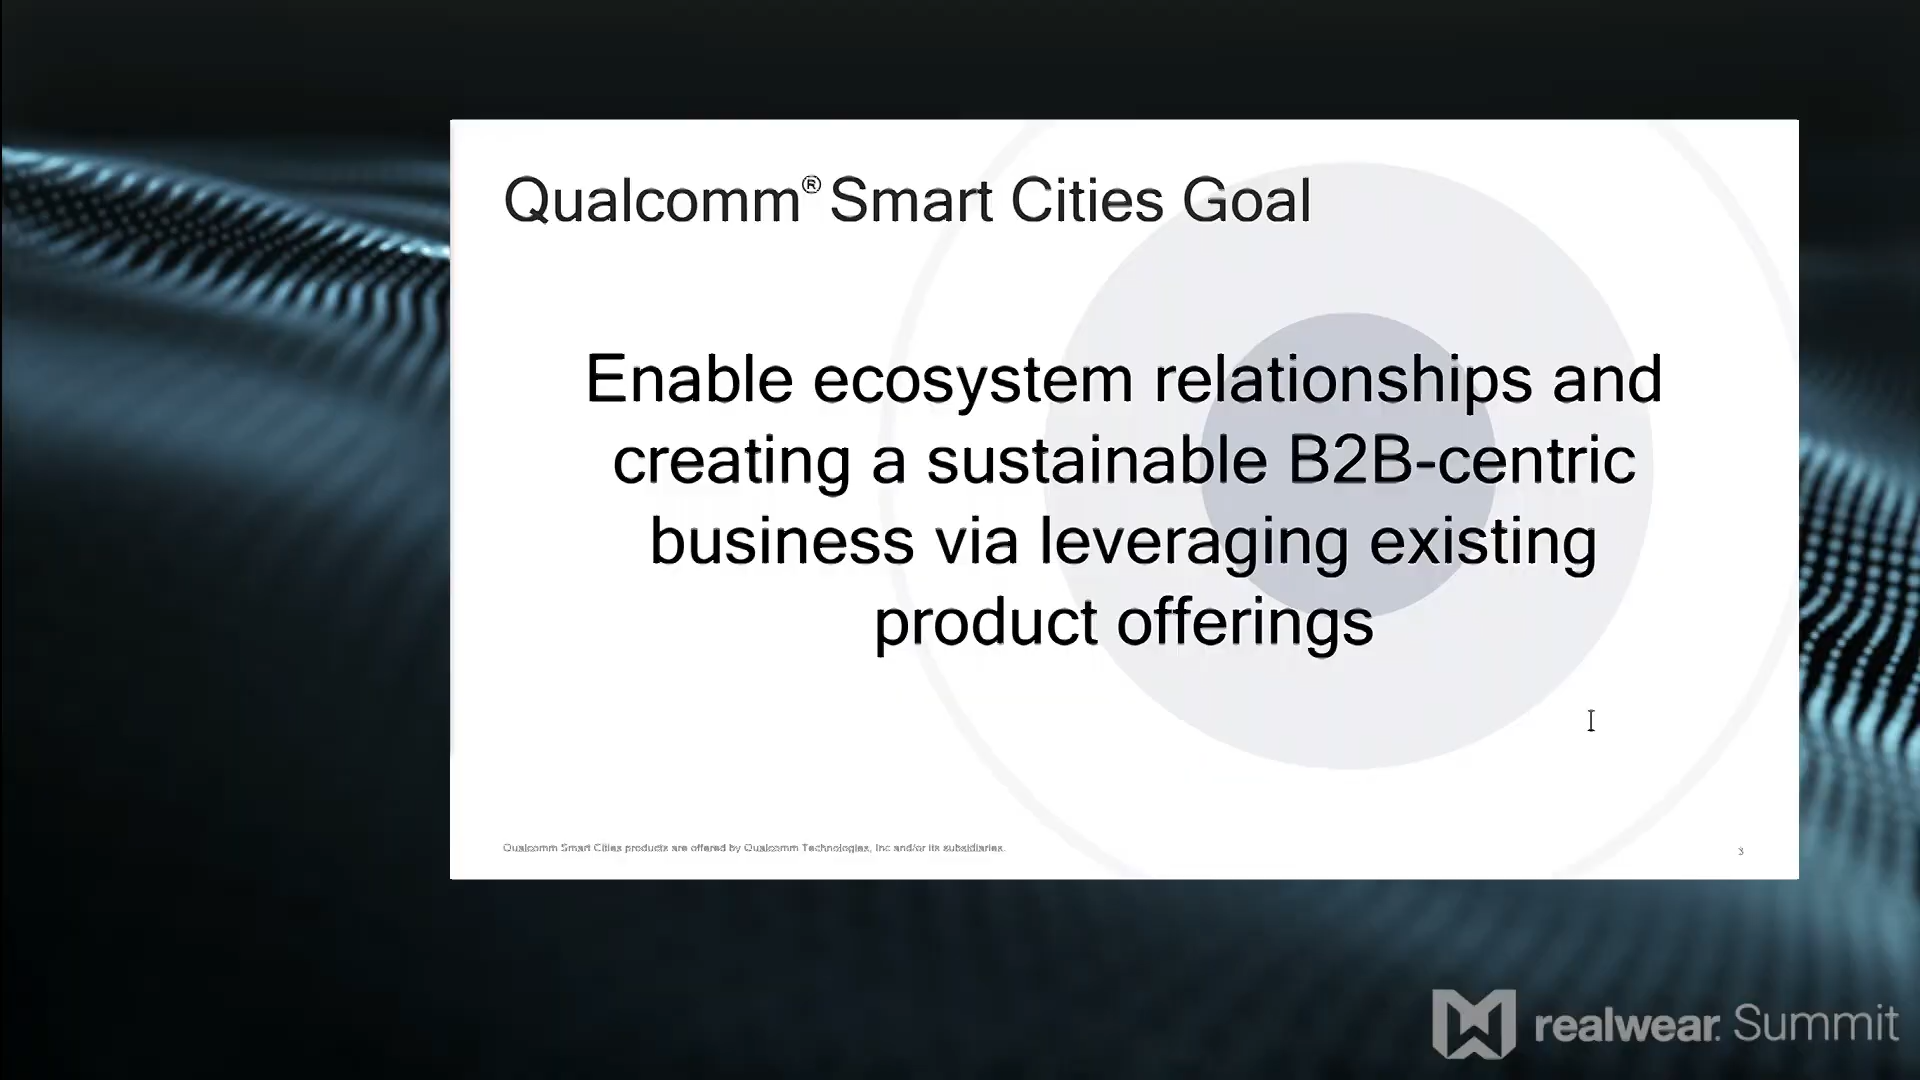 Qualcomm® Smart Cities Goal
Enable ecosystem relationships and
creating a sustainable B2B-centric
business via leveraging existing
product offerings
Qualcomm Smart Cities products are offered by Qualcomm Technologies, Inc and/or its subsidiaries.
3
realwear. Summit